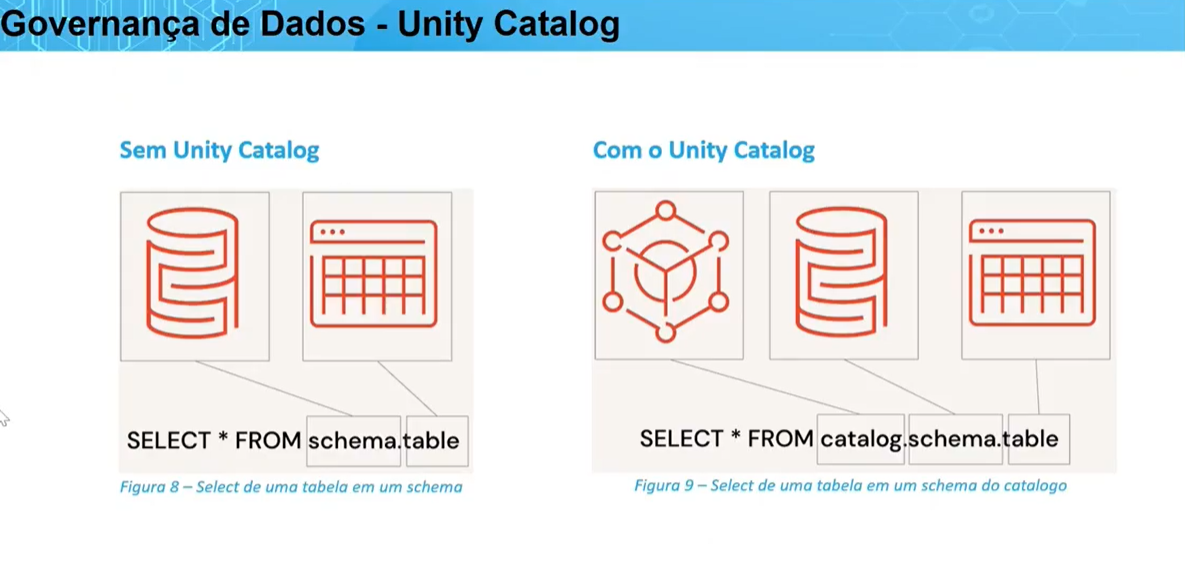 Governança de Dados - Unity Catalog
Sem Unity Catalog
SELECT * FROM schema.table
Figura 8 – Select de uma tabela em um schema
Com o Unity Catalog
SELECT * FROM catalog.schema.table
Figura 9 – Select de uma tabela em um schema do catalogo